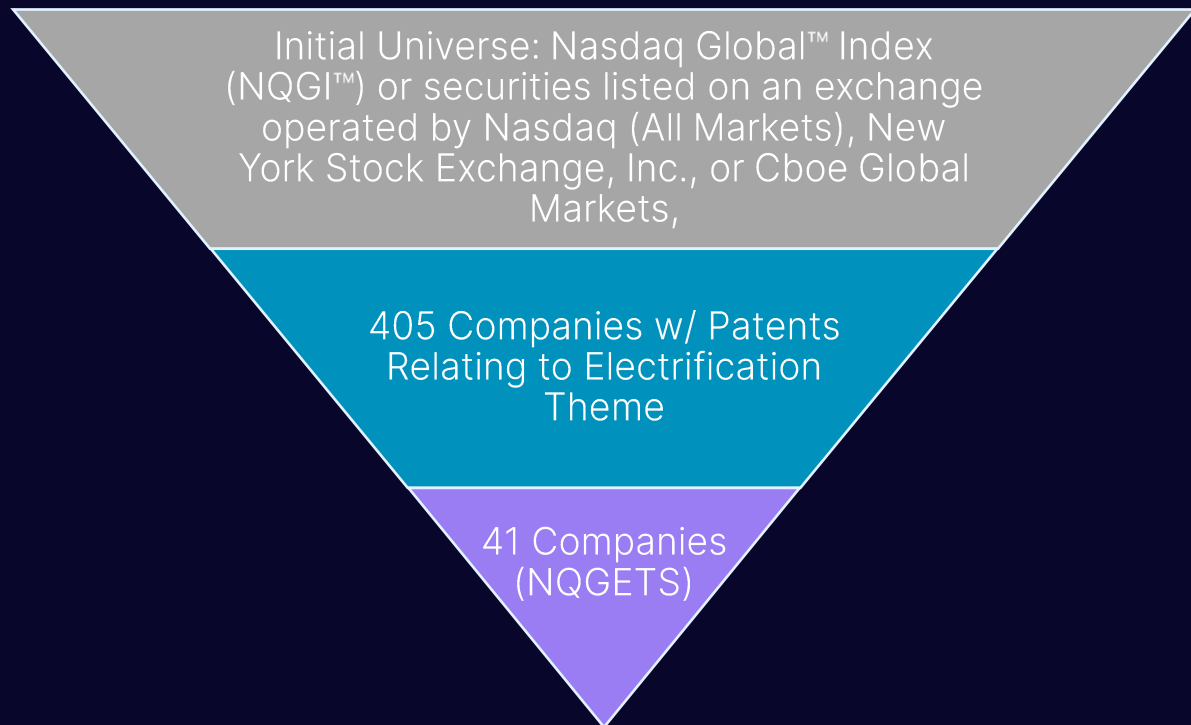 Initial Universe: Nasdaq Global™ Index
(NQGI™) or securities listed on an exchange
operated by Nasdaq (All Markets), New
York Stock Exchange, Inc., or Cboe Global
Markets,
405 Companies w/ Patents
Relating to Electrification
Theme
41 Companies
(NQGETS)